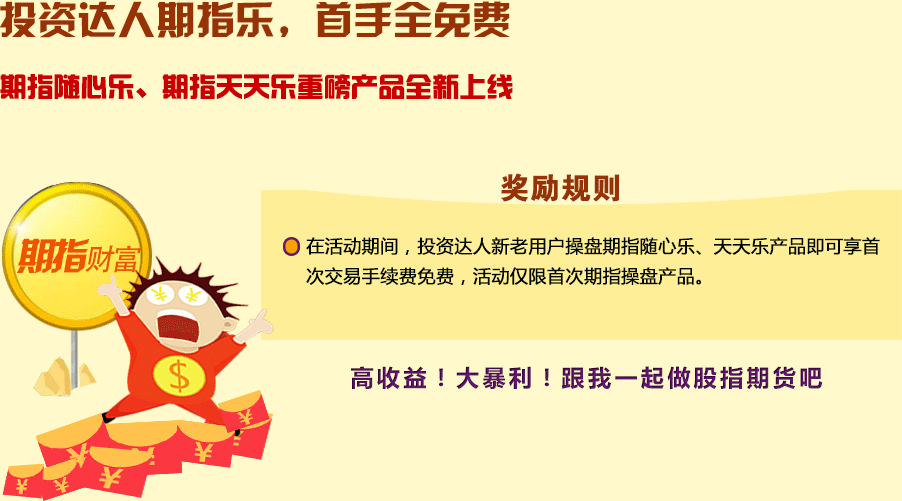 投资达人期指乐，首手全免费
期指随心乐、期指天天乐重磅产品全新上线
奖励规则
期指财富
在活动期间，投资达人新老用户操盘期指随心乐、天天乐产品即可享首
次交易手续费免费，活动仅限首次期指操盘产品。
$
高收益！大暴利！跟我一起做股指期货吧
¥
¥
¥
¥
¥
¥
¥
¥